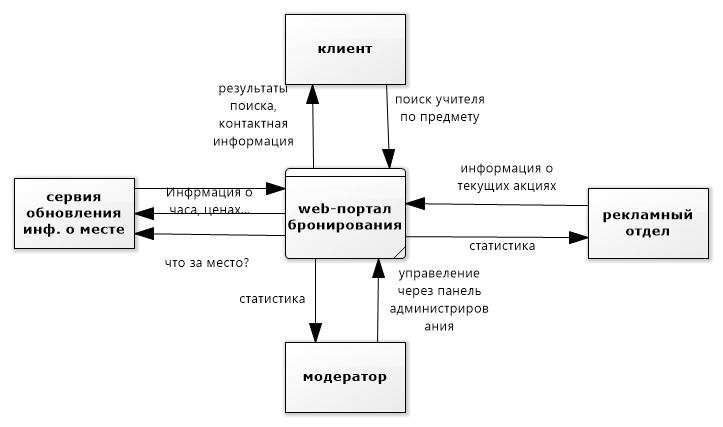 клиент
результаты
поиска,
контактная
информация
поиск учителя
по предмету
информация о
текущих акциях
сервия
обновления
инф. о месте
Инфрмация о
часа, ценах...
web-портал
бронирования
рекламный
отдел
статистика
что за место?
статистика
управеление
через панель
администриров
ания
модератор